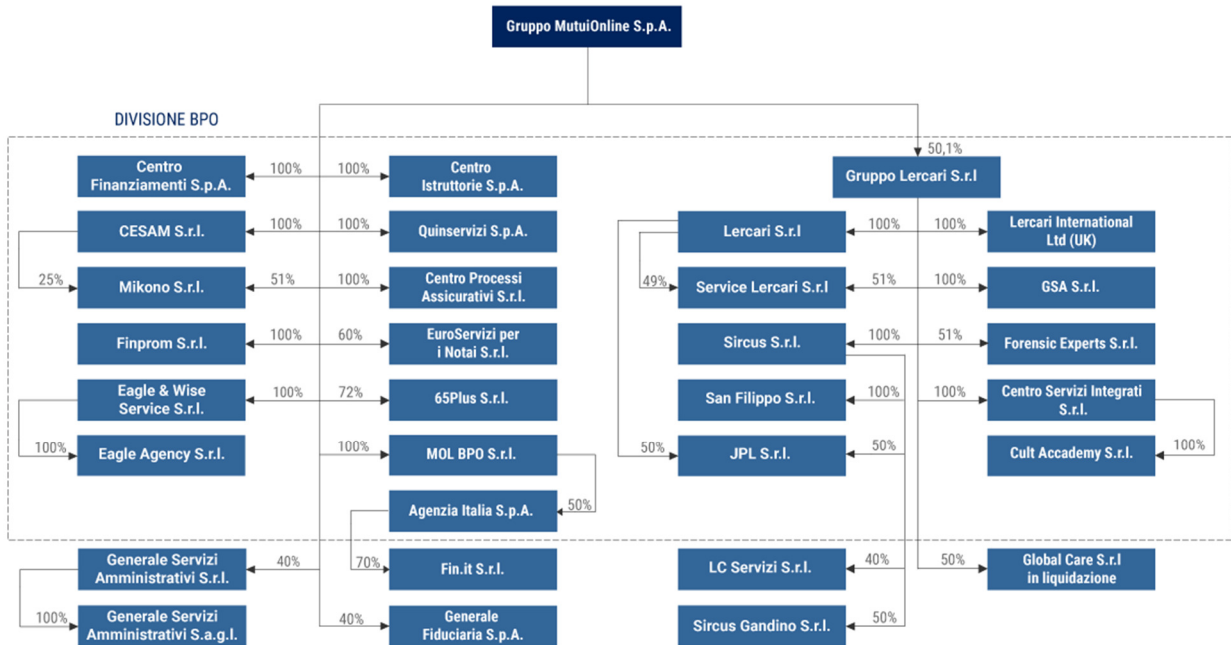 Gruppo MutuiOnline S.p.A.
DIVISIONE BPO
50,1%
Centro
Finanziamenti S.p.A.
100%
100%
Centro
Istruttorie S.p.A.
Gruppo Lercari S.r.l
CESAM S.r.l.
100%
100%
Quinservizi S.p.A.
Lercari S.r.l
100%
100%
Lercari International
Ltd (UK)
25%
Mikono S.r.l.
51%
100%
Centro Processi
Assicurativi S.r.l.
49%
Service Lercari S.r.l
51%
100%
GSA S.r.l.
Finprom S.r.l.
100%
60%
EuroServizi per
i Notai S.r.l.
Sircus S.r.l.
100%
51%
Forensic Experts S.r.l.
Eagle & Wise
Service S.r.l.
100%
72%
65Plus S.r.l.
San Filippo S.r.l.
100%
100%
Centro Servizi Integrati
S.r.l.
100%
Eagle Agency S.r.l.
100%
MOL BPO S.r.l.
50%
JPL S.r.l.
50%
Cult Accademy S.r.l.
100%
Agenzia Italia S.p.A.
50%
Generale Servizi
Amministrativi S.r.l.
40%
70%
Fin.it S.r.l.
LC Servizi S.r.l.
40%
50%
Global Care S.r.l
in liquidazione
100%
Generale Servizi
Amministrativi S.a.g.l.
40%
Generale
Fiduciaria S.p.A.
Sircus Gandino S.r.l.
50%